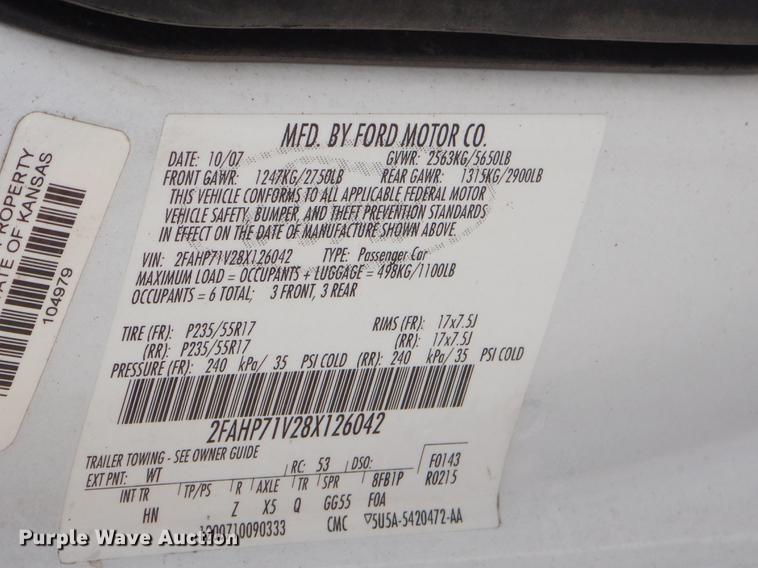 PROPERTY
STATE OF KANSAS
104979
MFD. BY FORD MOTOR CO.
DATE: 10/07 GVWR: 2563KG/5650LB
FRONT GAWR: 1247KG/2750LB REAR GAWR: 1315KG/2900LB
THIS VEHICLE CONFORMS TO ALL APPLICABLE FEDERAL MOTOR
VEHICLE SAFETY, BUMPER, AND THEFT PREVENTION STANDARDS
IN EFFECT ON THE DATE OF MANUFACTURE SHOWN ABOVE.
VIN: 2FAHP71V28X126042 TYPE: Passenger Car
MAXIMUM LOAD = OCCUPANTS + LUGGAGE = 498KG/1100LB
OCCUPANTS = 6 TOTAL; 3 FRONT, 3 REAR
TIRE (FR): P235/55R17 RIMS (FR): 17x7.5J
(RR): P235/55R17 (RR): 17x7.5J
PRESSURE (FR): 240 kPa/ 35 PSI COLD (RR): 240 kPa/ 35 PSI COLD
2FAHP71V28X126042
TRAILER TOWING - SEE OWNER GUIDE
EXT PNT: WT RC: 53 DSO: F0143
INT TR TP/PS R AXLE TR SPR 8FB1P R0215
HN Z X5 Q GG55 FOA
CMC ▽5U5A-5420472-AA
Purple Wave Auction